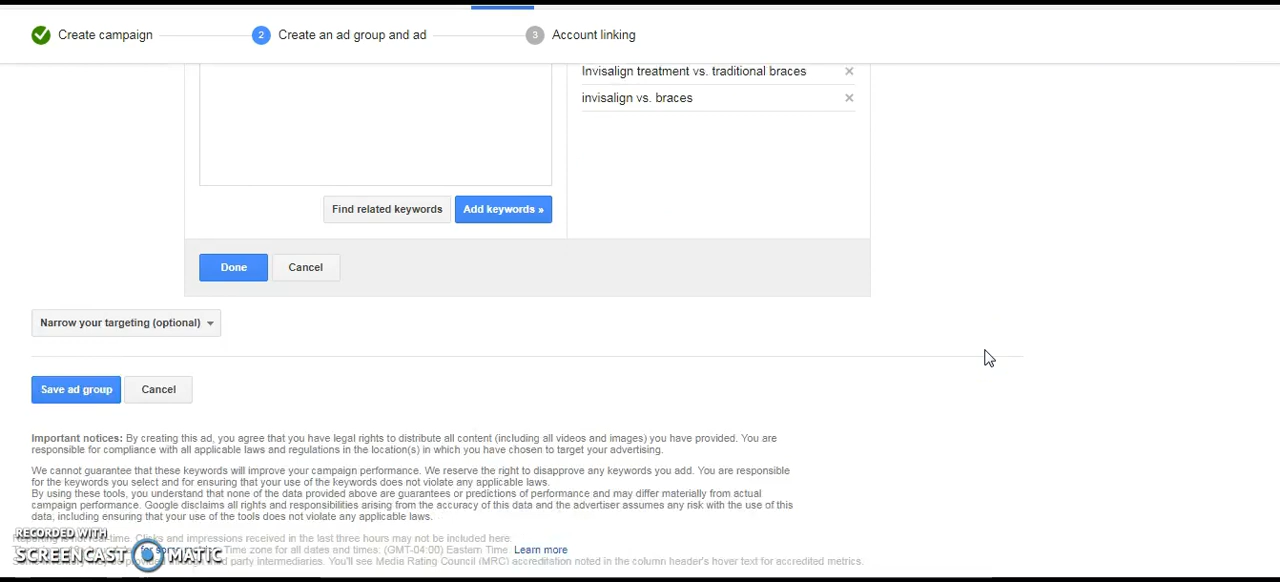 Create campaign
2 Create an ad group and ad
3 Account linking
Invisalign treatment vs. traditional braces
invisalign vs. braces
Find related keywords
Add keywords »
Done
Cancel
Narrow your targeting (optional)
Save ad group
Cancel
Important notices: By creating this ad, you agree that you have legal rights to distribute all content (including all videos and images) you have provided. You are
responsible for compliance with all applicable laws and regulations in the location(s) in which you have chosen to target your advertising.
We cannot guarantee that these keywords will improve your campaign performance. We reserve the right to disapprove any keywords you add. You are responsible
for the keywords you select and for ensuring that your use of the keywords does not violate any applicable laws.
By using these tools, you understand that none of the data provided above are guarantees or predictions of performance and may differ materially from actual
campaign performance. Google disclaims all rights and responsibilities arising from the accuracy of this data and the advertiser assumes any risk with the use of this
data, including ensuring that your use of the tools does not violate any applicable laws.
RECORDED WITH
Reporting is not real-time. Clicks and impressions received in the last three hours may not be included here.
SCREENCAST MATIC
Time zone for all dates and times: (GMT-04:00) Eastern Time. Learn more
party intermediaries. You'll see Media Rating Council (MRC) accreditation noted in the column header's hover text for accredited metrics.